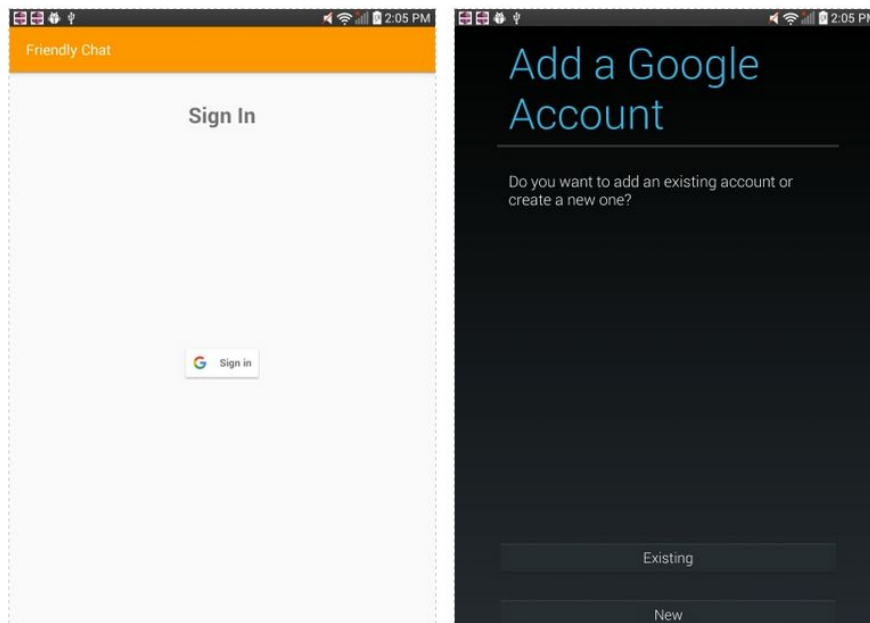 2:05 PM
Friendly Chat
Sign In
Sign in
2:05 PM
Add a Google
Account
Do you want to add an existing account or
create a new one?
Existing
New